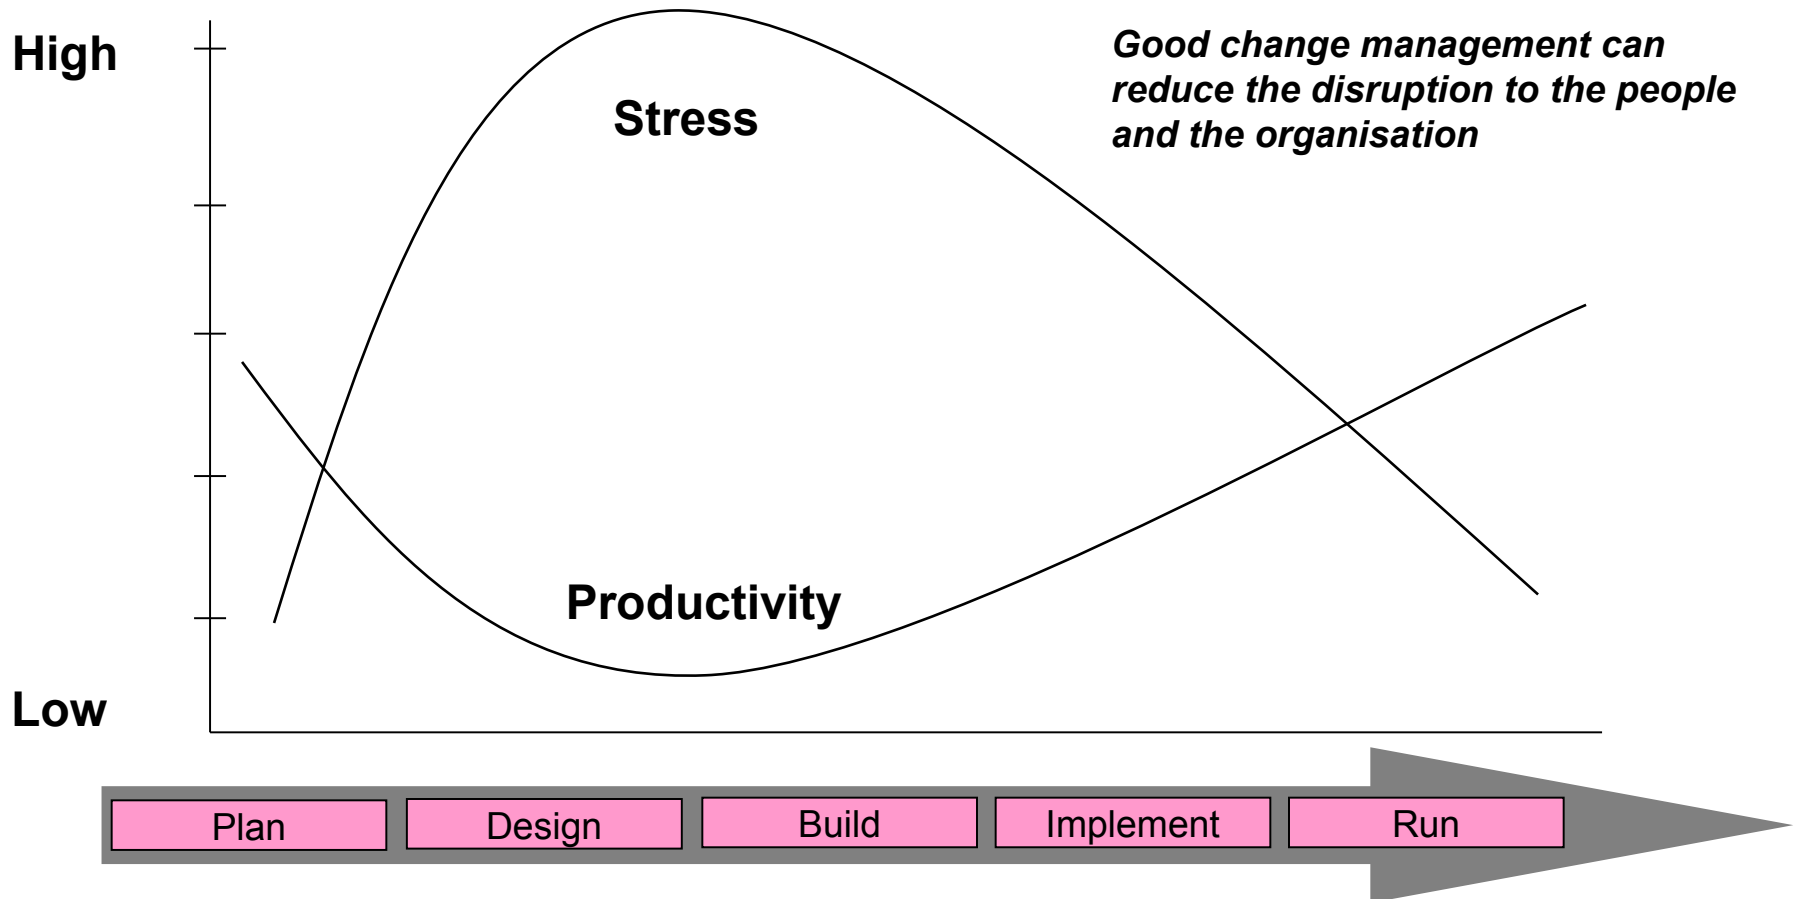 High
Good change management can
reduce the disruption to the people
and the organisation
Stress
Productivity
Low
Plan
Design
Build
Implement
Run